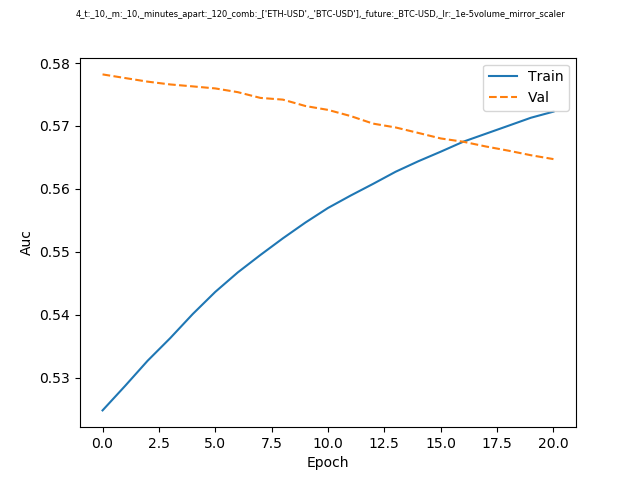 4_t:_10,_m:_10,_minutes_apart:_120_comb:_['ETH-USD',_'BTC-USD'],_future:_BTC-USD,_lr:_1e-5volume_mirror_scaler
0.58
Train
Val
0.57
0.56
0.55
0.54
0.53
Auc
0.0 2.5 5.0 7.5 10.0 12.5 15.0 17.5 20.0
Epoch